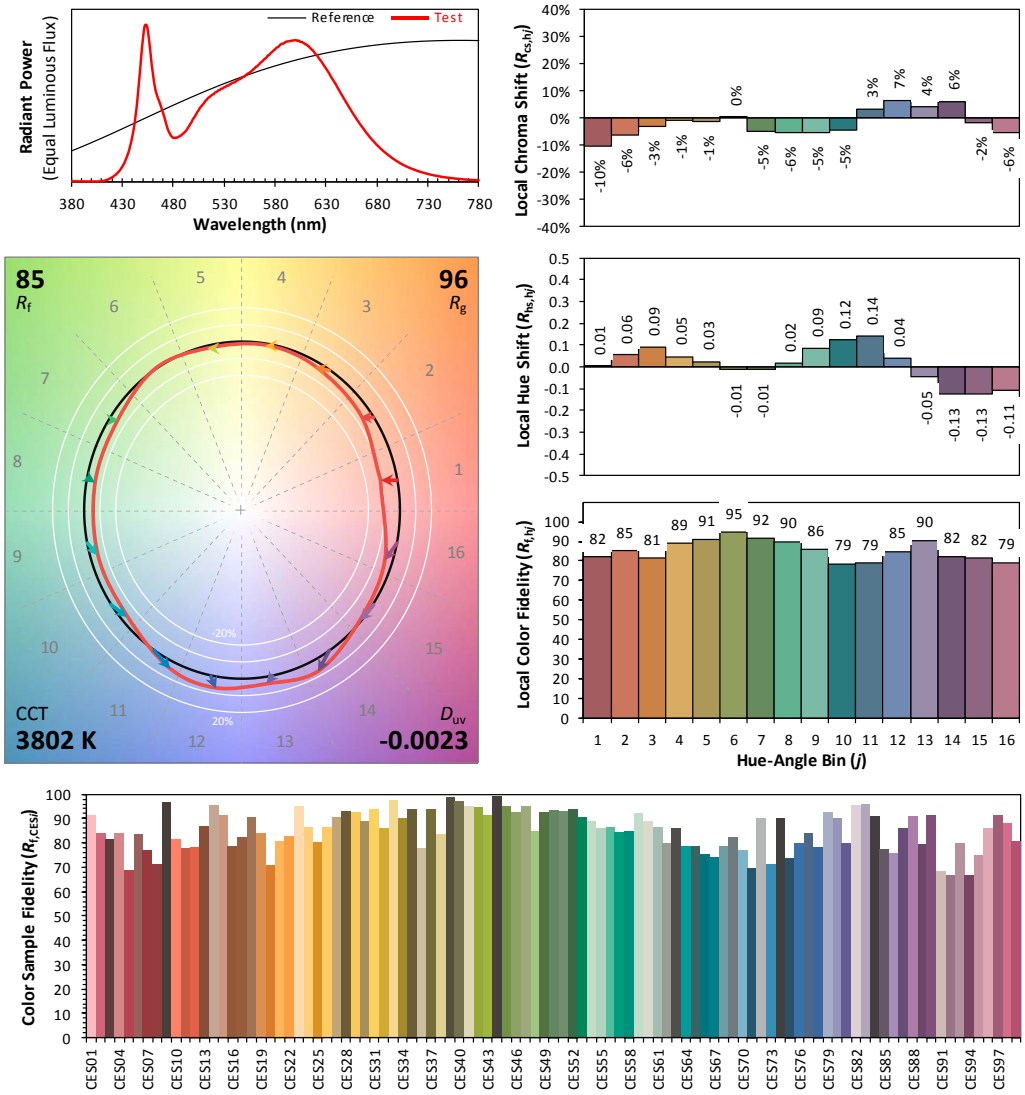 Radiant Power
(Equal Luminous Flux)
Reference
Test
380 430 480 530 580 630 680 730 780
Wavelength (nm)
Local Chroma Shift (Rcs,hj)
40%
30%
20%
10%
0%
-10%
-20%
-30%
-40%
-10% -6% -3% -1% -1% 0% -5% -6% -5% -5% 3% 7% 4% 6% -2% -6%
85
Rf
96
Rg
5 4
6 3
7 2
8 1
9 16
10 15
11 14
12 13
-20%
20%
CCT
3802 K
Duv
-0.0023
Local Hue Shift (Rhs,hj)
0.5
0.4
0.3
0.2
0.1
0.0
-0.1
-0.2
-0.3
-0.4
-0.5
0.01 0.06 0.09 0.05 0.03 -0.01 -0.01 0.02 0.09 0.12 0.14 0.04 -0.05 -0.13 -0.13 -0.11
Local Color Fidelity (Rf,hj)
100
90
80
70
60
50
40
30
20
10
0
82 85 81 89 91 95 92 90 86 79 79 85 90 82 82 79
1 2 3 4 5 6 7 8 9 10 11 12 13 14 15 16
Hue-Angle Bin (j)
Color Sample Fidelity (Rf,CESi)
100
90
80
70
60
50
40
30
20
10
0
CES01 CES04 CES07 CES10 CES13 CES16 CES19 CES22 CES25 CES28 CES31 CES34 CES37 CES40 CES43 CES46 CES49 CES52 CES55 CES58 CES61 CES64 CES67 CES70 CES73 CES76 CES79 CES82 CES85 CES88 CES91 CES94 CES97